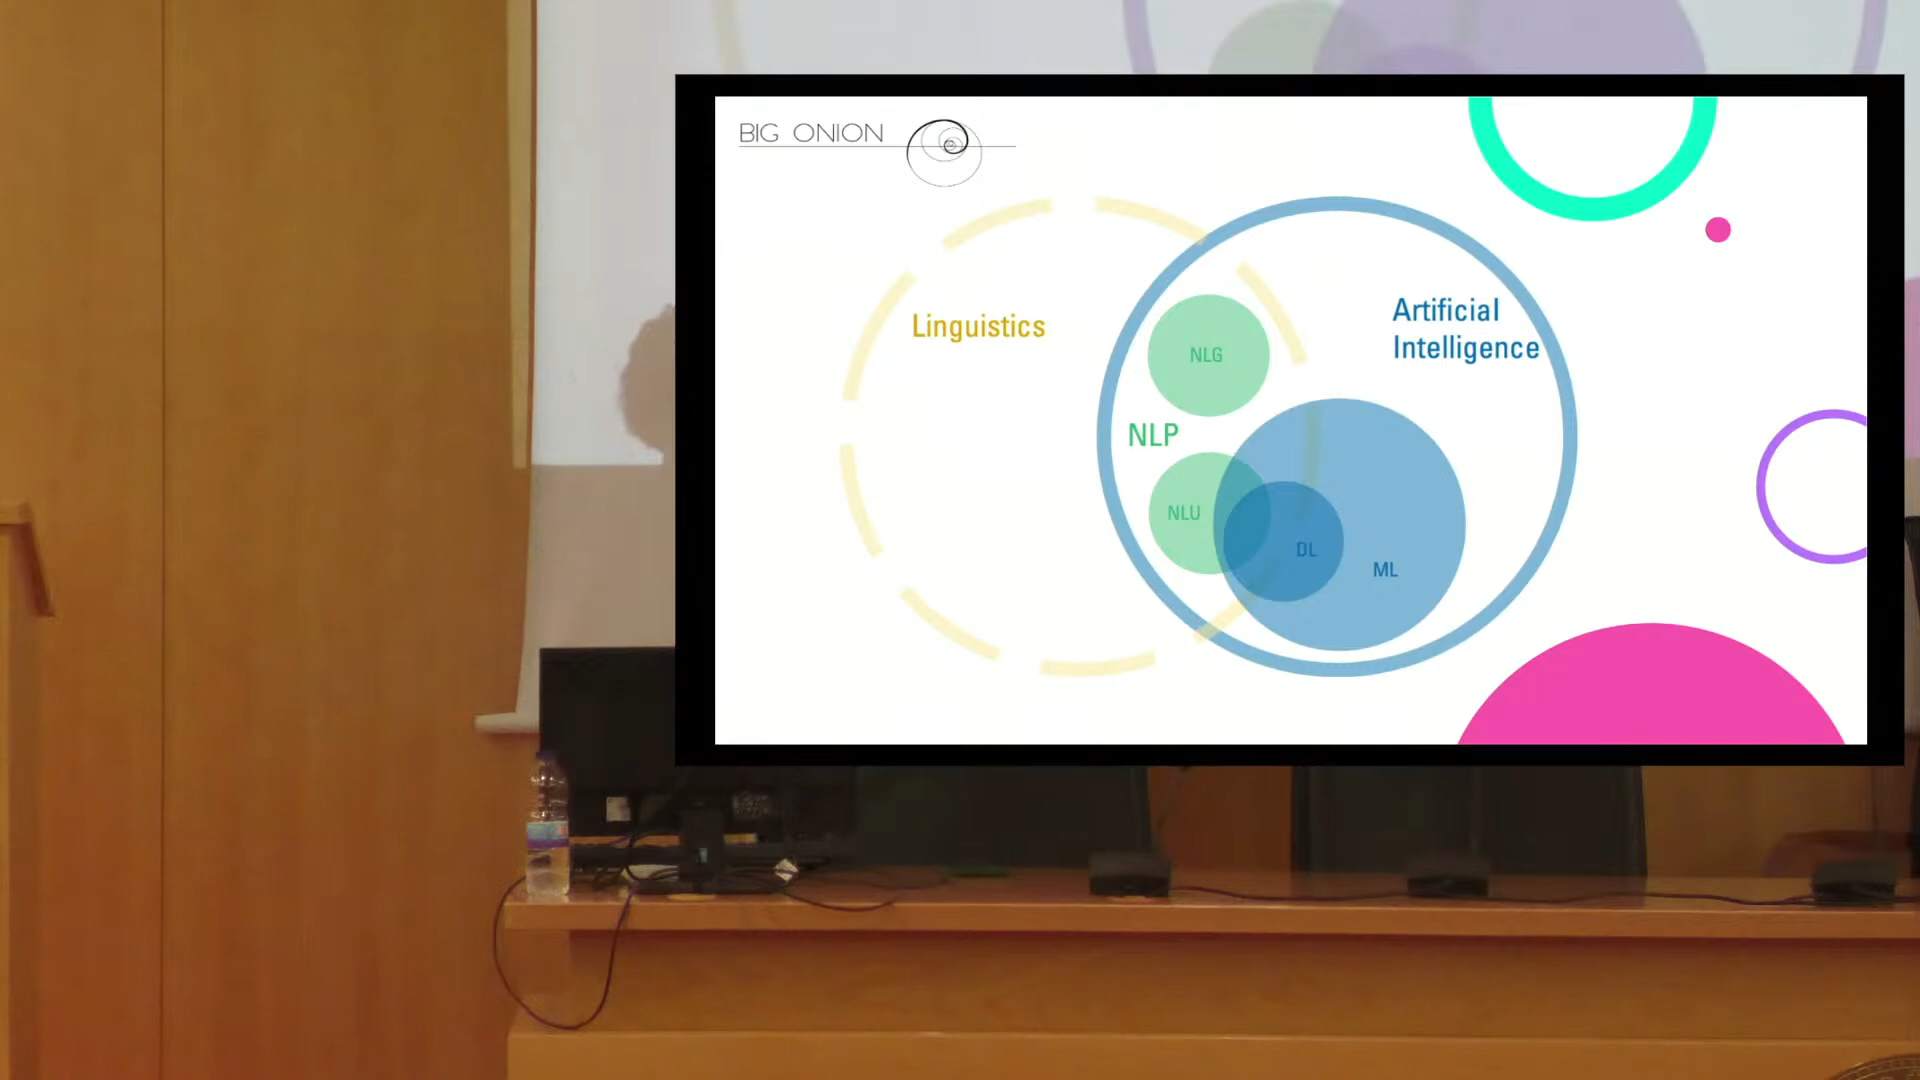 BIG ONION
Linguistics
Artificial
Intelligence
NLG
NLP
NLU
DL
ML